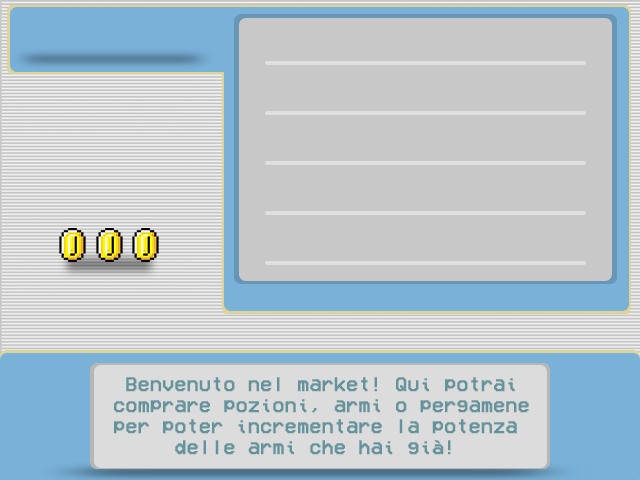 Benvenuto nel market! Qui potrai
comprare pozioni, armi o pergamene
per poter incrementare la potenza
delle armi che hai già!